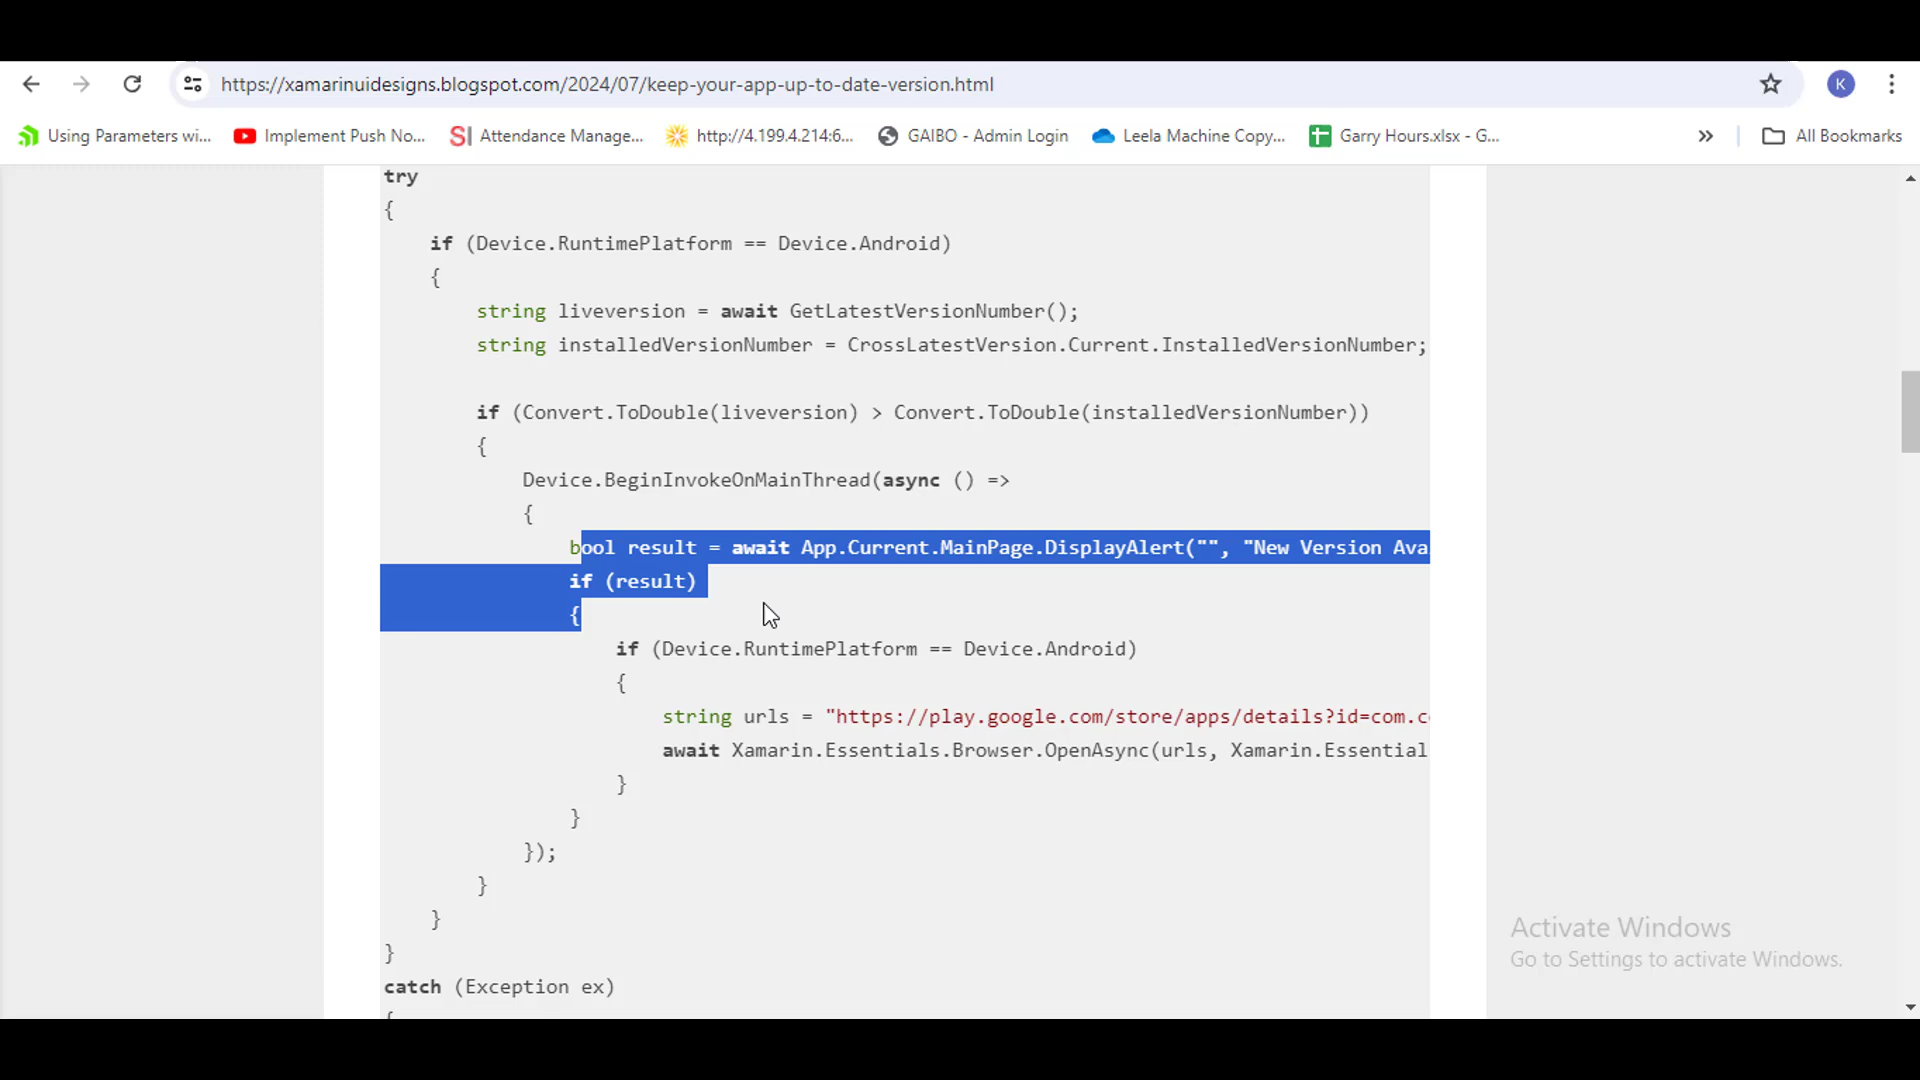 https://xamarinuidesigns.blogspot.com/2024/07/keep-your-app-up-to-date-version.html
K
Using Parameters wi...
Implement Push No...
Attendance Manage...
http://4.199.4.214:6...
GAIBO - Admin Login
Leela Machine Copy...
Garry Hours.xlsx - G...
»
All Bookmarks
try
{
if (Device.RuntimePlatform == Device.Android)
{
string liveversion = await GetLatestVersionNumber();
string installedVersionNumber = CrossLatestVersion.Current.InstalledVersionNumber;
if (Convert.ToDouble(liveversion) > Convert.ToDouble(installedVersionNumber))
{
Device.BeginInvokeOnMainThread(async () =>
{
bool result = await App.Current.MainPage.DisplayAlert("", "New Version Ava
if (result)
{
if (Device.RuntimePlatform == Device.Android)
{
string urls = "https://play.google.com/store/apps/details?id=com.c
await Xamarin.Essentials.Browser.OpenAsync(urls, Xamarin.Essential
}
}
});
}
}
}
catch (Exception ex)
{
Activate Windows
Go to Settings to activate Windows.